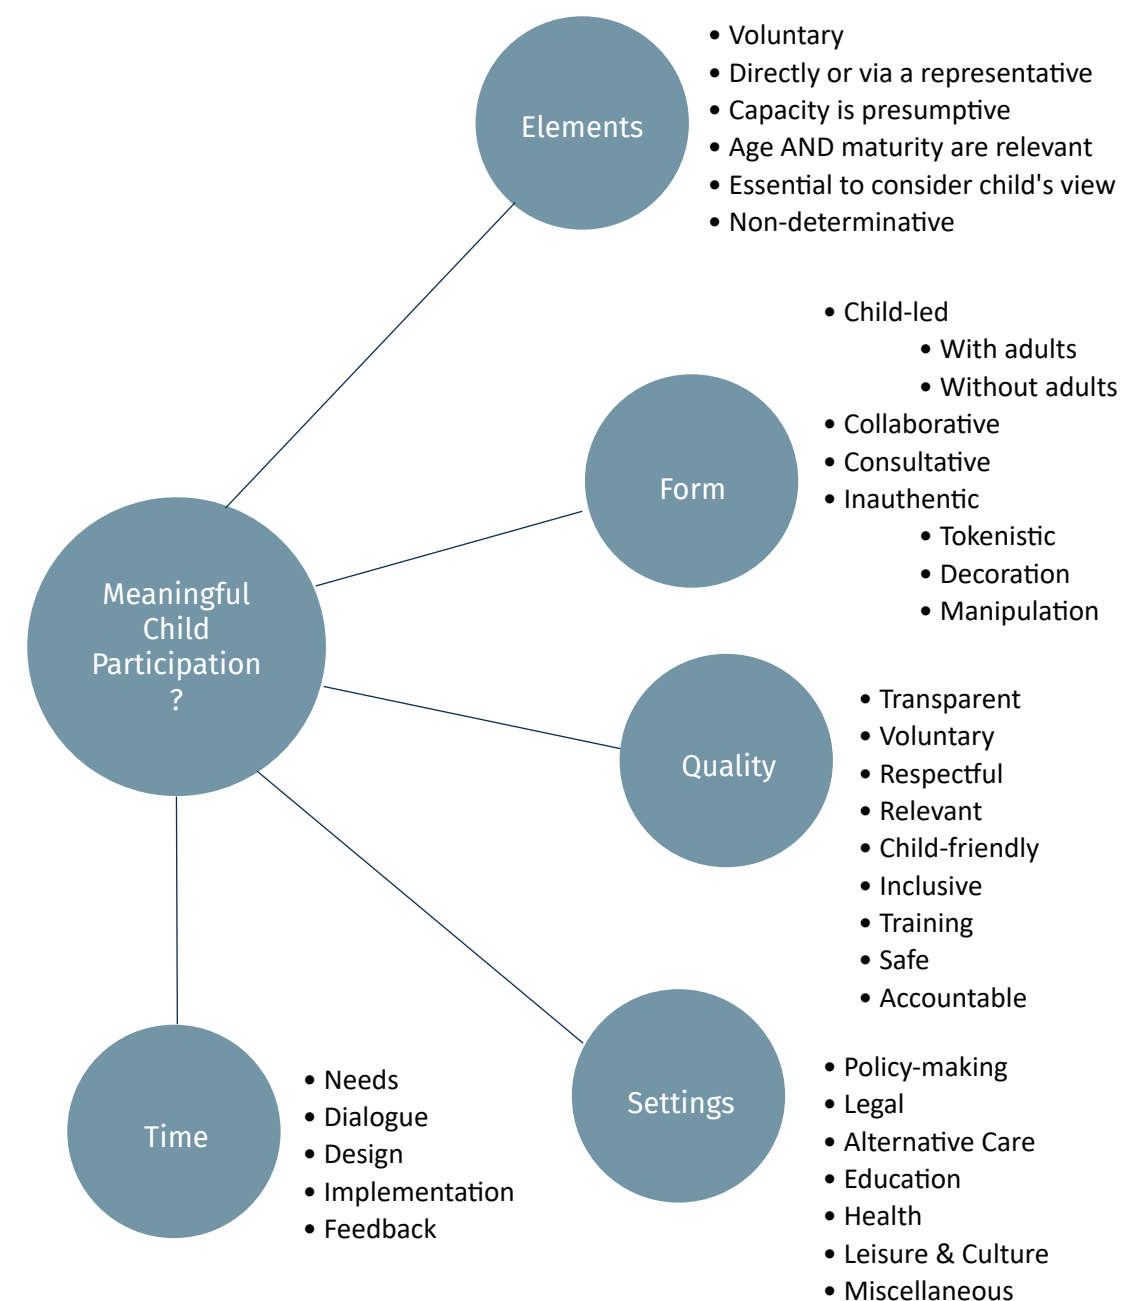 Elements
• Voluntary
• Directly or via a representative
• Capacity is presumptive
• Age AND maturity are relevant
• Essential to consider child's view
• Non-determinative
Form
• Child-led
• With adults
• Without adults
• Collaborative
• Consultative
• Inauthentic
• Tokenistic
• Decoration
• Manipulation
Meaningful
Child
Participation
?
Quality
• Transparent
• Voluntary
• Respectful
• Relevant
• Child-friendly
• Inclusive
• Training
• Safe
• Accountable
Settings
• Policy-making
• Legal
• Alternative Care
• Education
• Health
• Leisure & Culture
• Miscellaneous
Time
• Needs
• Dialogue
• Design
• Implementation
• Feedback